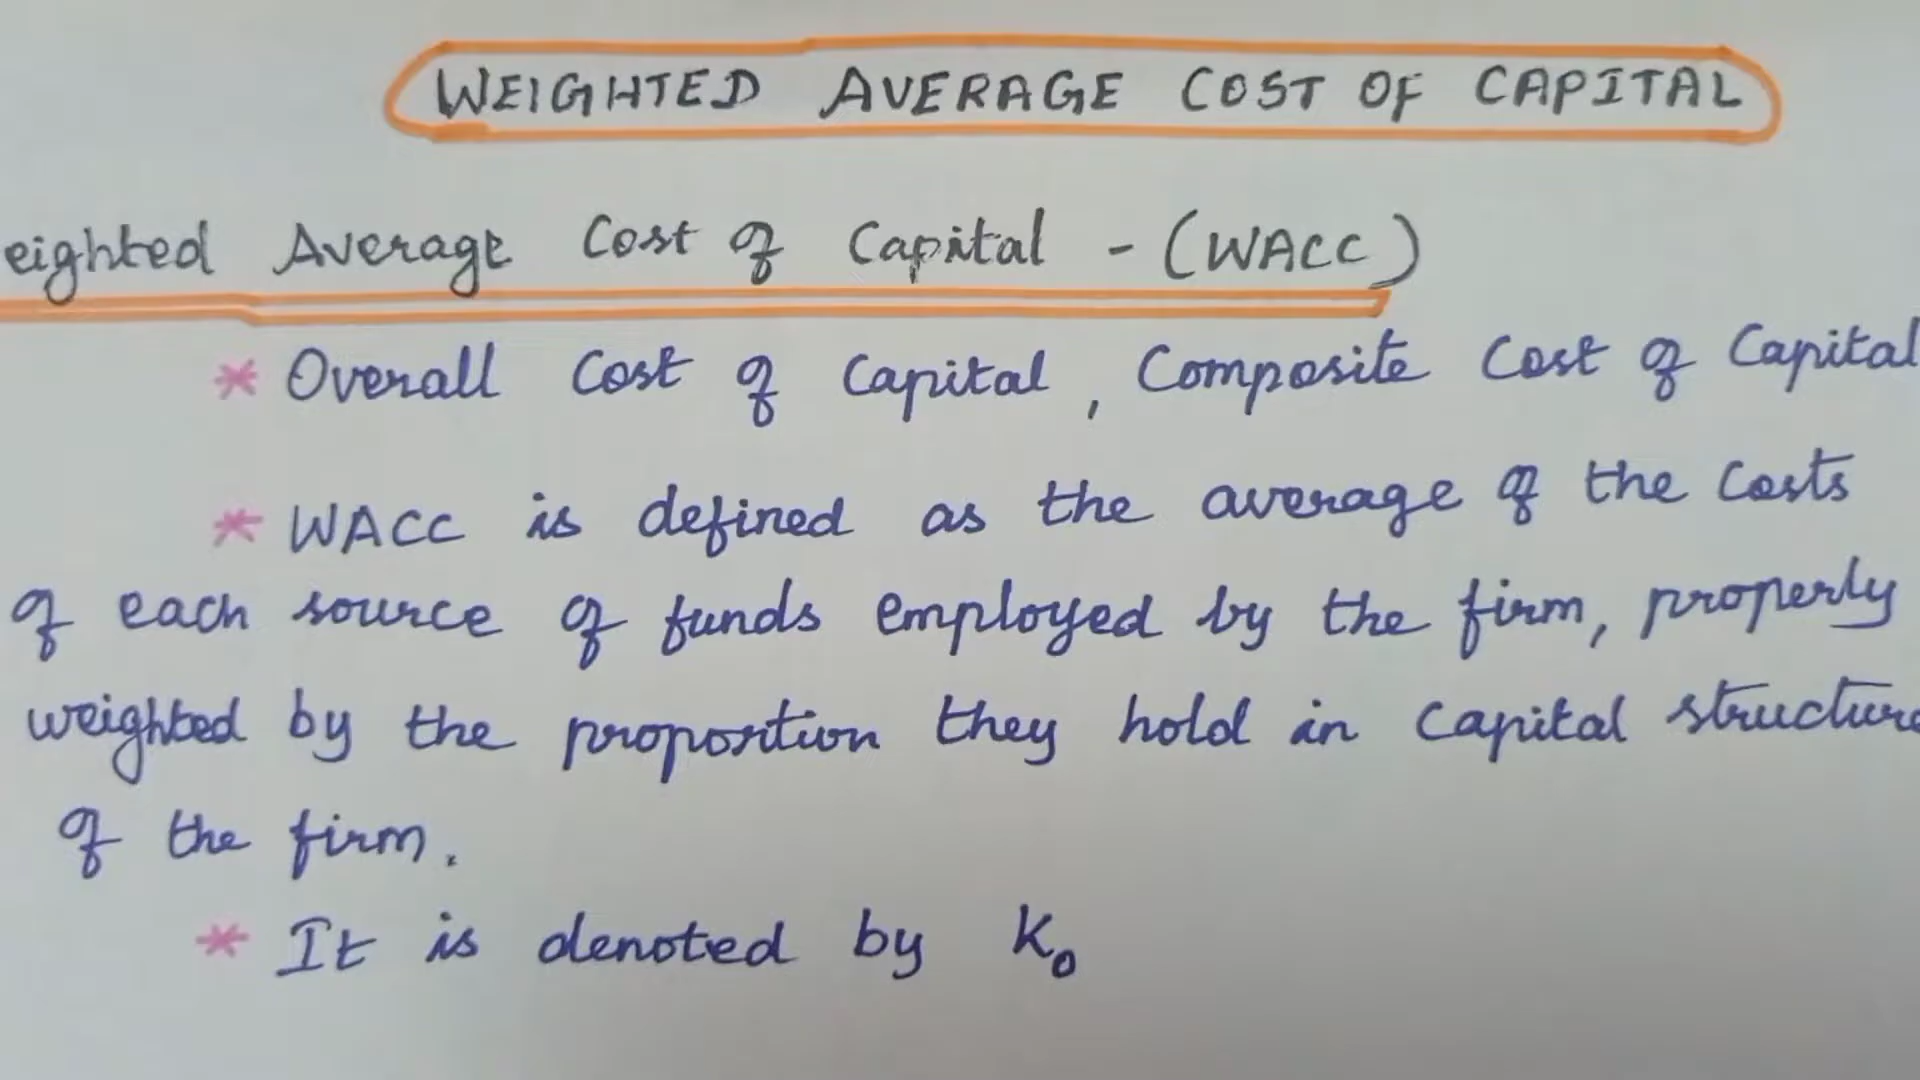 WEIGHTED AVERAGE COST OF CAPITAL
eighted Average Cost of Capital - (WACC)
* Overall Cost of Capital, Composite Cost of Capital
* WACC is defined as the average of the Costs
of each source of funds employed by the firm, properly
weighted by the proportion they hold in Capital structure
of the firm.
* It is denoted by K₀